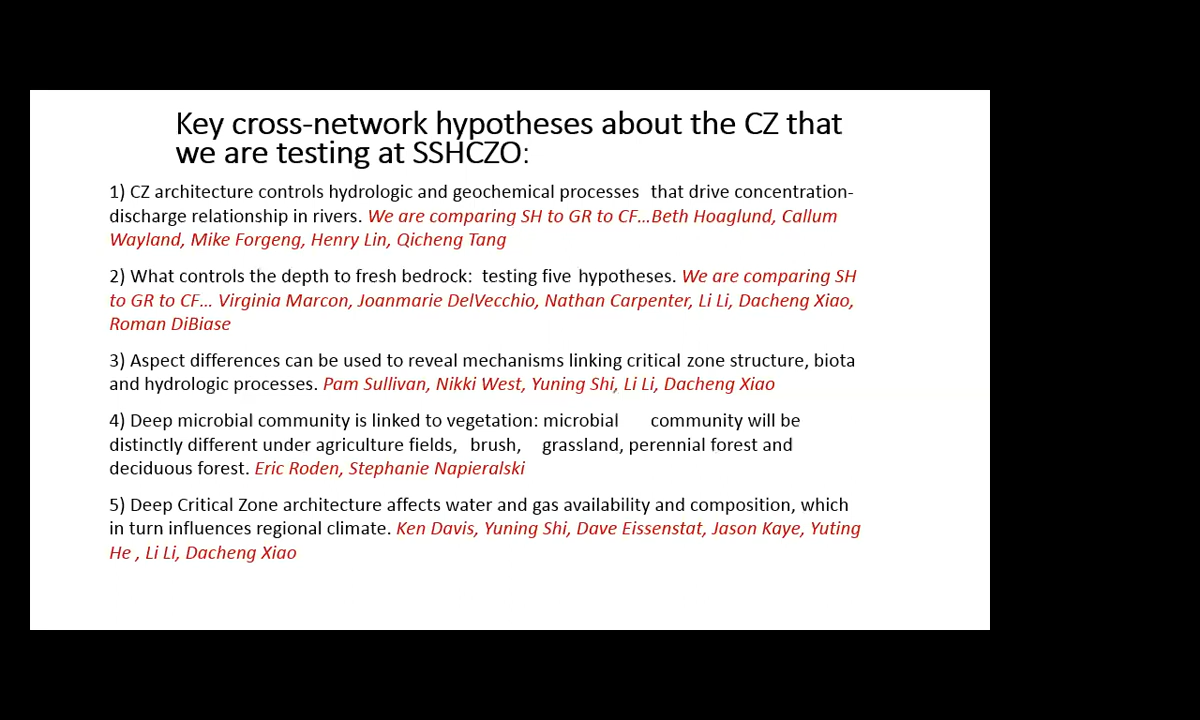 Key cross-network hypotheses about the CZ that
we are testing at SSHCZO:
1) CZ architecture controls hydrologic and geochemical processes that drive concentration-
discharge relationship in rivers. We are comparing SH to GR to CF...Beth Hoaglund, Callum
Wayland, Mike Forgeng, Henry Lin, Qicheng Tang
2) What controls the depth to fresh bedrock: testing five hypotheses. We are comparing SH
to GR to CF... Virginia Marcon, Joanmarie DelVecchio, Nathan Carpenter, Li Li, Dacheng Xiao,
Roman DiBiase
3) Aspect differences can be used to reveal mechanisms linking critical zone structure, biota
and hydrologic processes. Pam Sullivan, Nikki West, Yuning Shi, Li Li, Dacheng Xiao
4) Deep microbial community is linked to vegetation: microbial community will be
distinctly different under agriculture fields, brush, grassland, perennial forest and
deciduous forest. Eric Roden, Stephanie Napieralski
5) Deep Critical Zone architecture affects water and gas availability and composition, which
in turn influences regional climate. Ken Davis, Yuning Shi, Dave Eissenstat, Jason Kaye, Yuting
He , Li Li, Dacheng Xiao